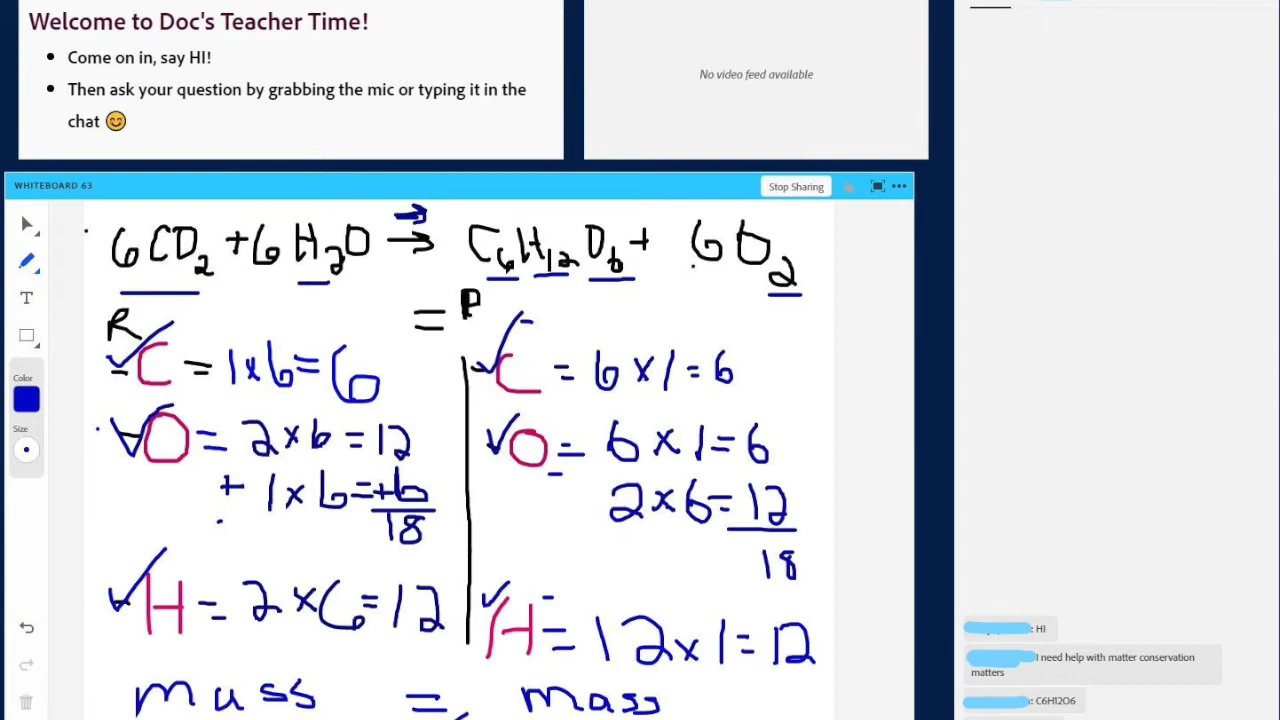 Welcome to Doc's Teacher Time!
Come on in, say HI!
Then ask your question by grabbing the mic or typing it in the
chat 😊
No video feed available
WHITEBOARD 63
Stop Sharing
6CO2 + 6H2O → C6H12O6 + 6O2
R = P
C = 1x6=6
C = 6x1=6
O = 2x6=12
O = 6x1=6
+ 1x6=+6
2x6=12
18
18
H = 2x6=12
H = 12x1=12
mass = mass
Color
Size
: HI
I need help with matter conservation
matters
: C6H12O6